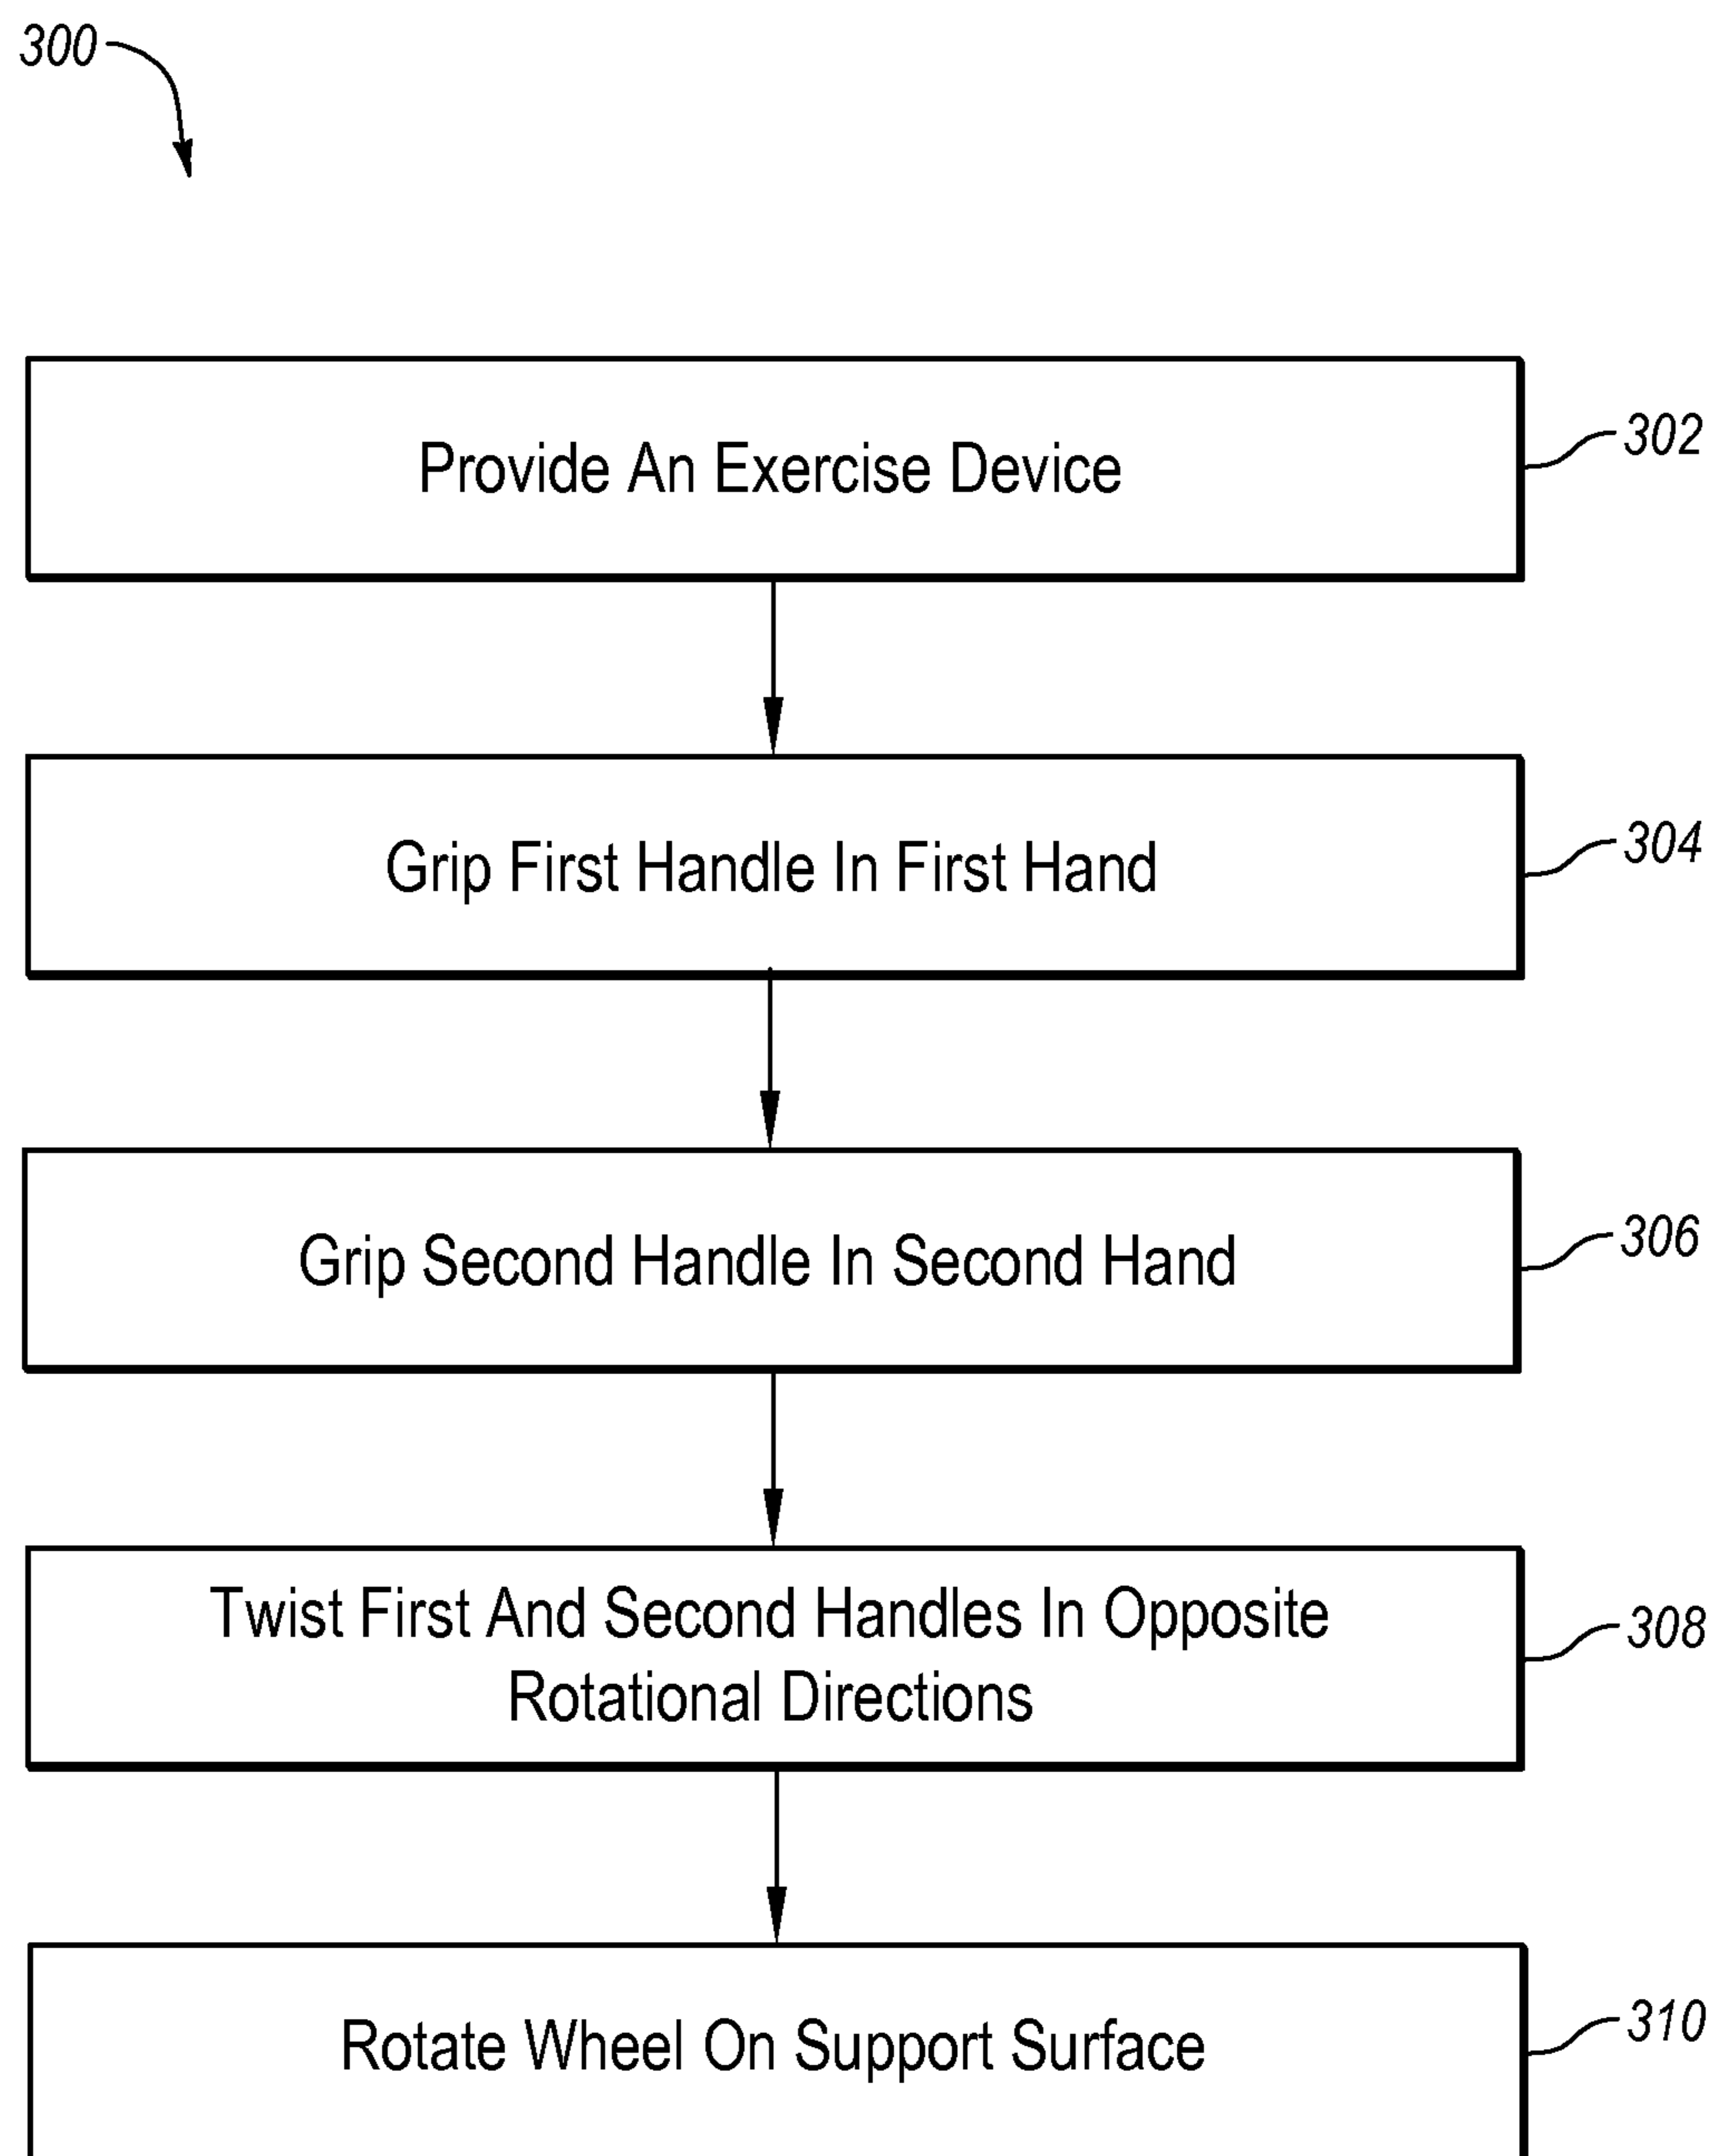 300
Provide An Exercise Device
302
Grip First Handle In First Hand
304
Grip Second Handle In Second Hand
306
Twist First And Second Handles In Opposite
Rotational Directions
308
Rotate Wheel On Support Surface
310